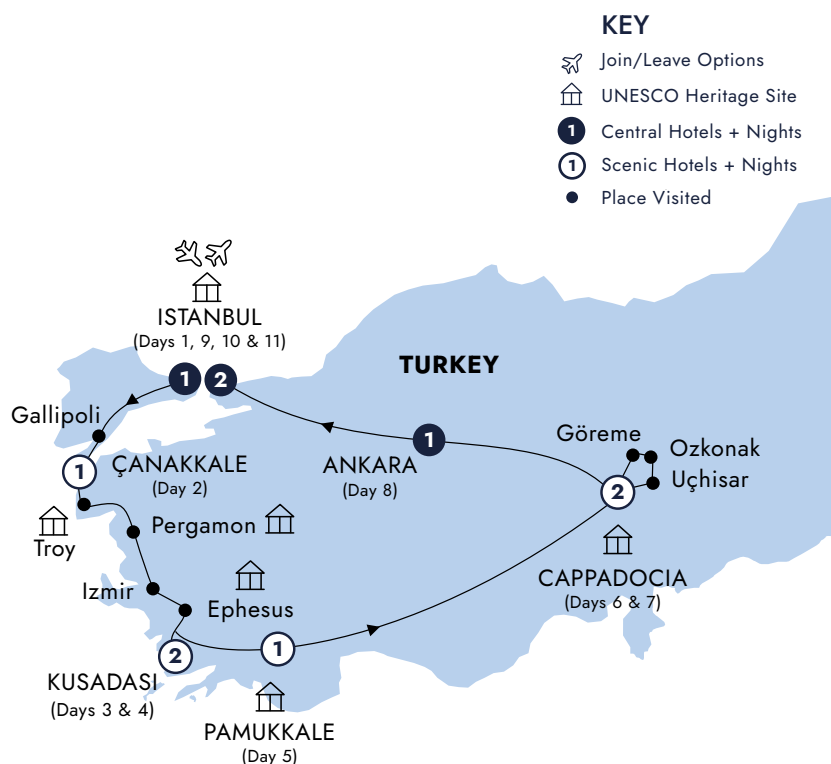 KEY
Join/Leave Options
UNESCO Heritage Site
1 Central Hotels + Nights
1 Scenic Hotels + Nights
Place Visited
ISTANBUL
(Days 1, 9, 10 & 11)
TURKEY
1 2
Gallipoli
1
ÇANAKKALE
(Day 2)
1
ANKARA
(Day 8)
Göreme
Ozkonak
Uçhisar
2
Troy
Pergamon
CAPPADOCIA
(Days 6 & 7)
Izmir
Ephesus
2
1
KUSADASI
(Days 3 & 4)
PAMUKKALE
(Day 5)